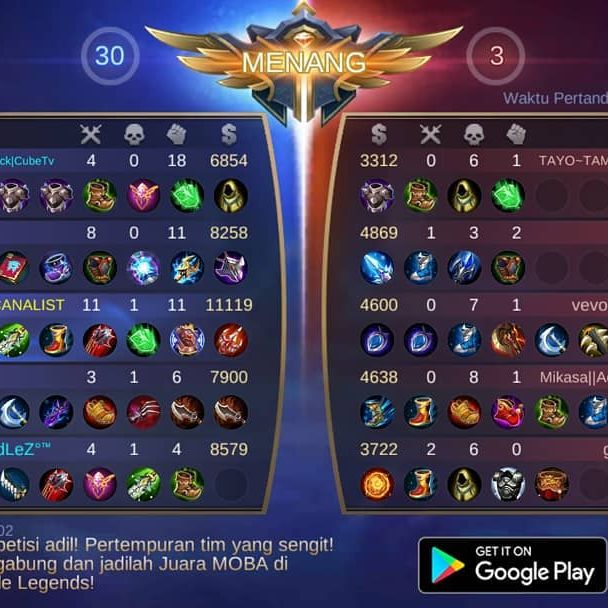 30 MENANG 3
Waktu Pertand
ck|CubeTv 4 0 18 6854 3312 0 6 1 TAYO~TAM
8 0 11 8258 4869 1 3 2
CANALIST 11 1 11 11119 4600 0 7 1 vevo
3 1 6 7900 4638 0 8 1 Mikasa||A
dLeZ°™ 4 1 4 8579 3722 2 6 0 g
02
petisi adil! Pertempuran tim yang sengit!
gabung dan jadilah Juara MOBA di
le Legends!
GET IT ON
Google Play